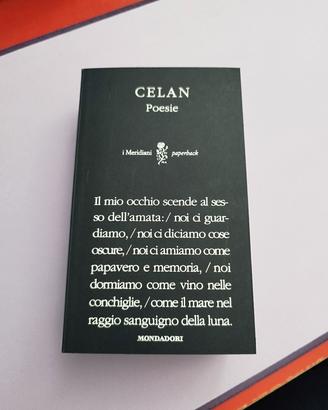 CELAN
Poesie
i Meridiani paperback
Il mio occhio scende al ses-
so dell'amata:/ noi ci guar-
diamo, / noi ci diciamo cose
oscure, / noi ci amiamo come
papavero e memoria, / noi
dormiamo come vino nelle
conchiglie, / come il mare nel
raggio sanguigno della luna.
MONDADORI